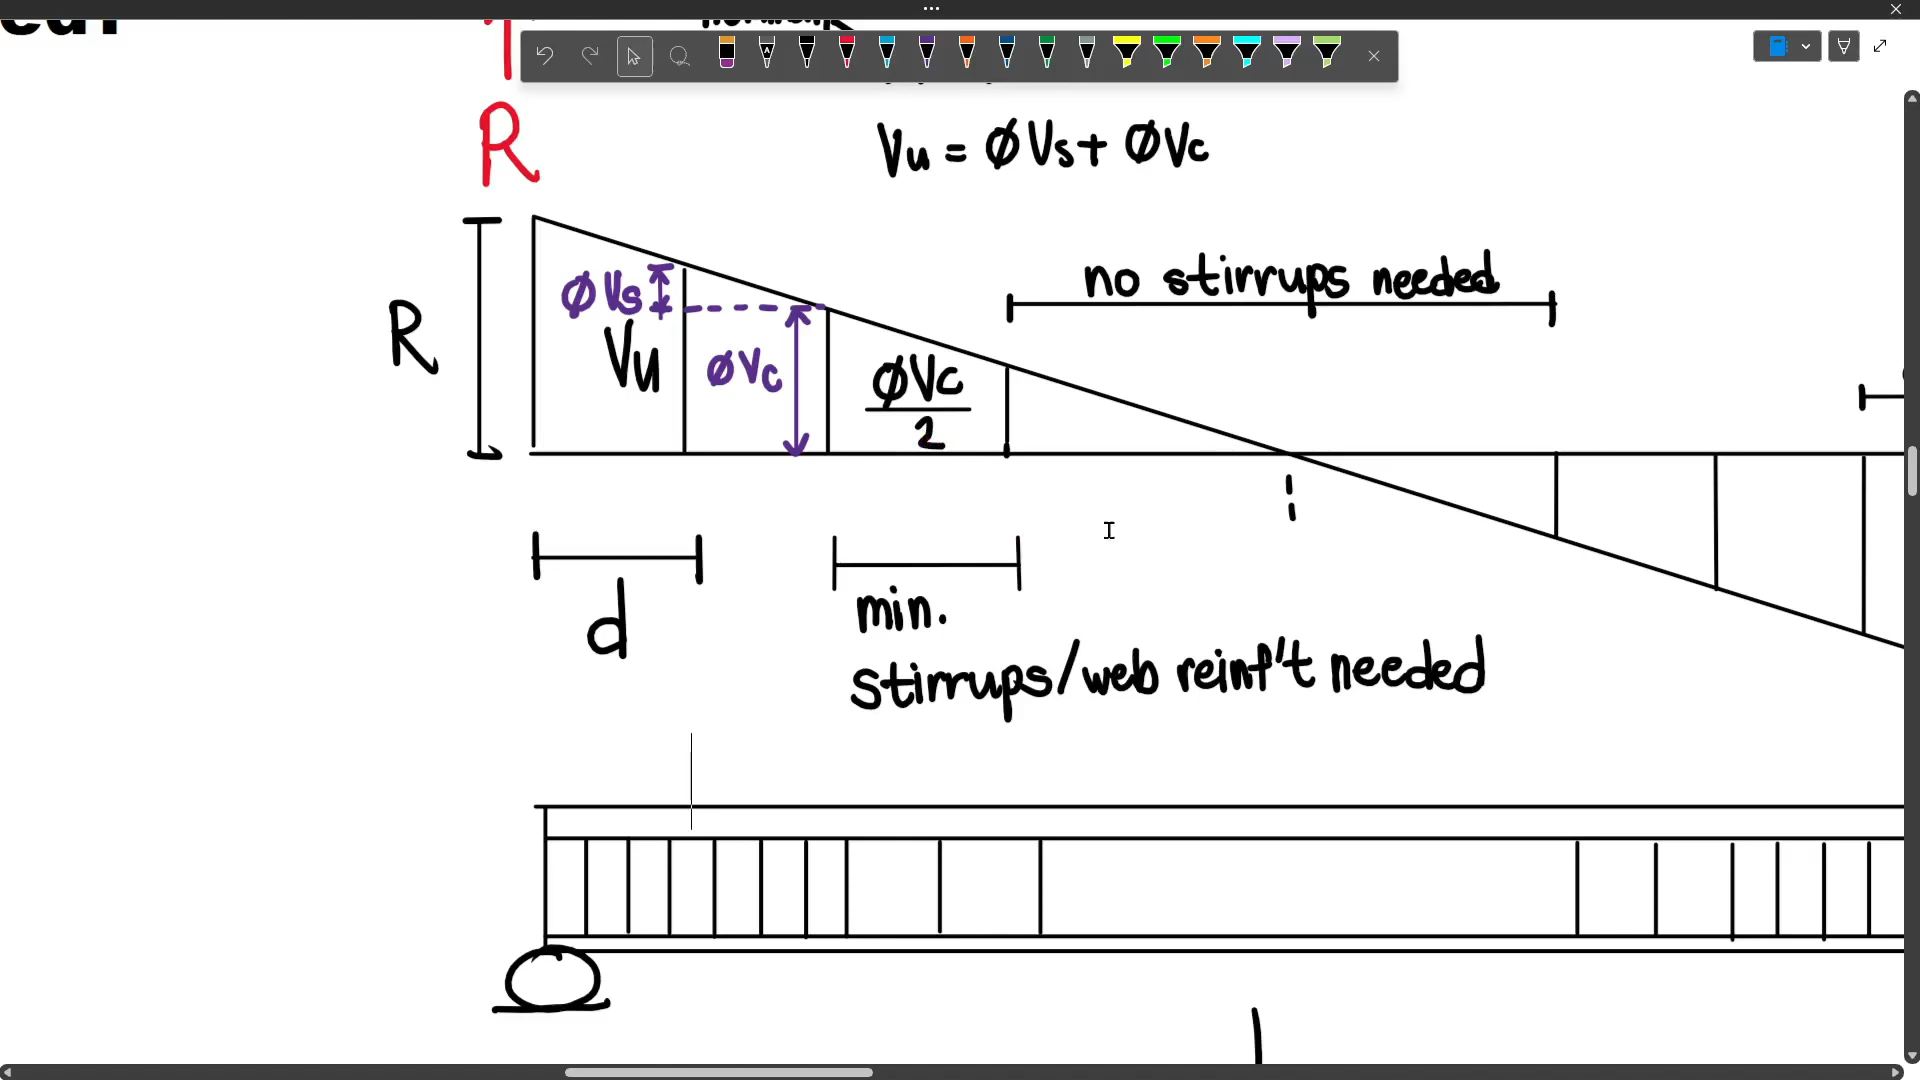 R
Vu = ØVs + ØVc
no stirrups needed
ØVs
R
Vu
ØVc
ØVc
2
d
min.
stirrups/web reinf't needed